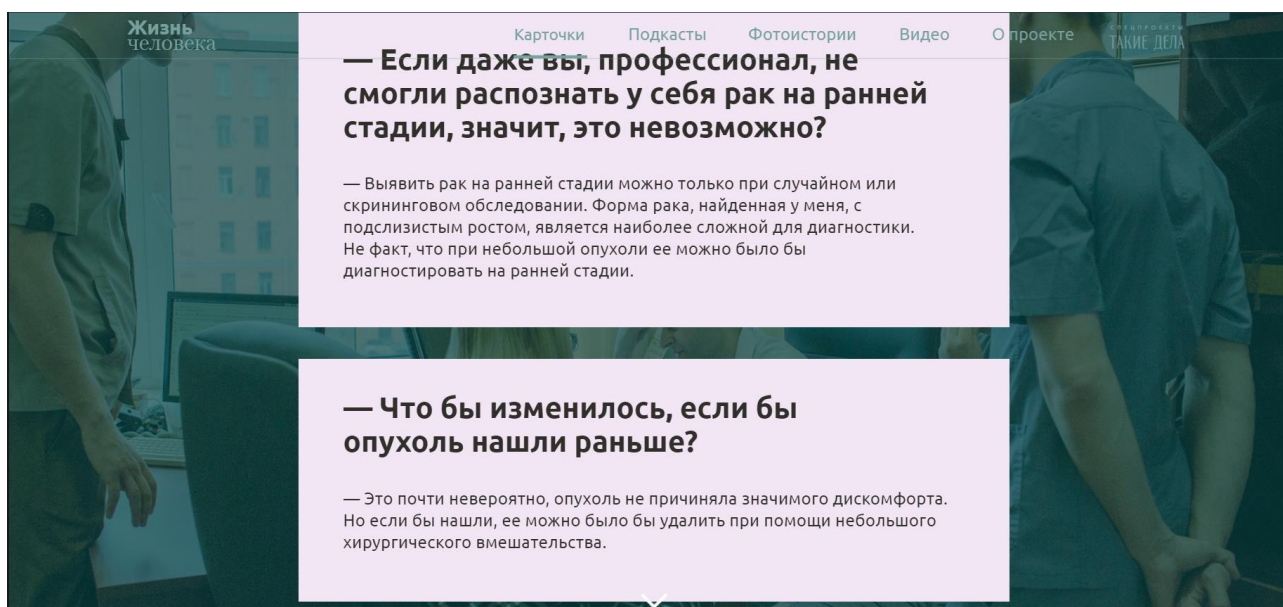 Жизнь
человека
Карточки Подкасты Фотоистории Видео О проекте
СПЕЦПРОЕКТЫ
ТАКИЕ ДЕЛА
— Если даже вы, профессионал, не
смогли распознать у себя рак на ранней
стадии, значит, это невозможно?
— Выявить рак на ранней стадии можно только при случайном или
скрининговом обследовании. Форма рака, найденная у меня, с
подслизистым ростом, является наиболее сложной для диагностики.
Не факт, что при небольшой опухоли ее можно было бы
диагностировать на ранней стадии.
— Что бы изменилось, если бы
опухоль нашли раньше?
— Это почти невероятно, опухоль не причиняла значимого дискомфорта.
Но если бы нашли, ее можно было бы удалить при помощи небольшого
хирургического вмешательства.